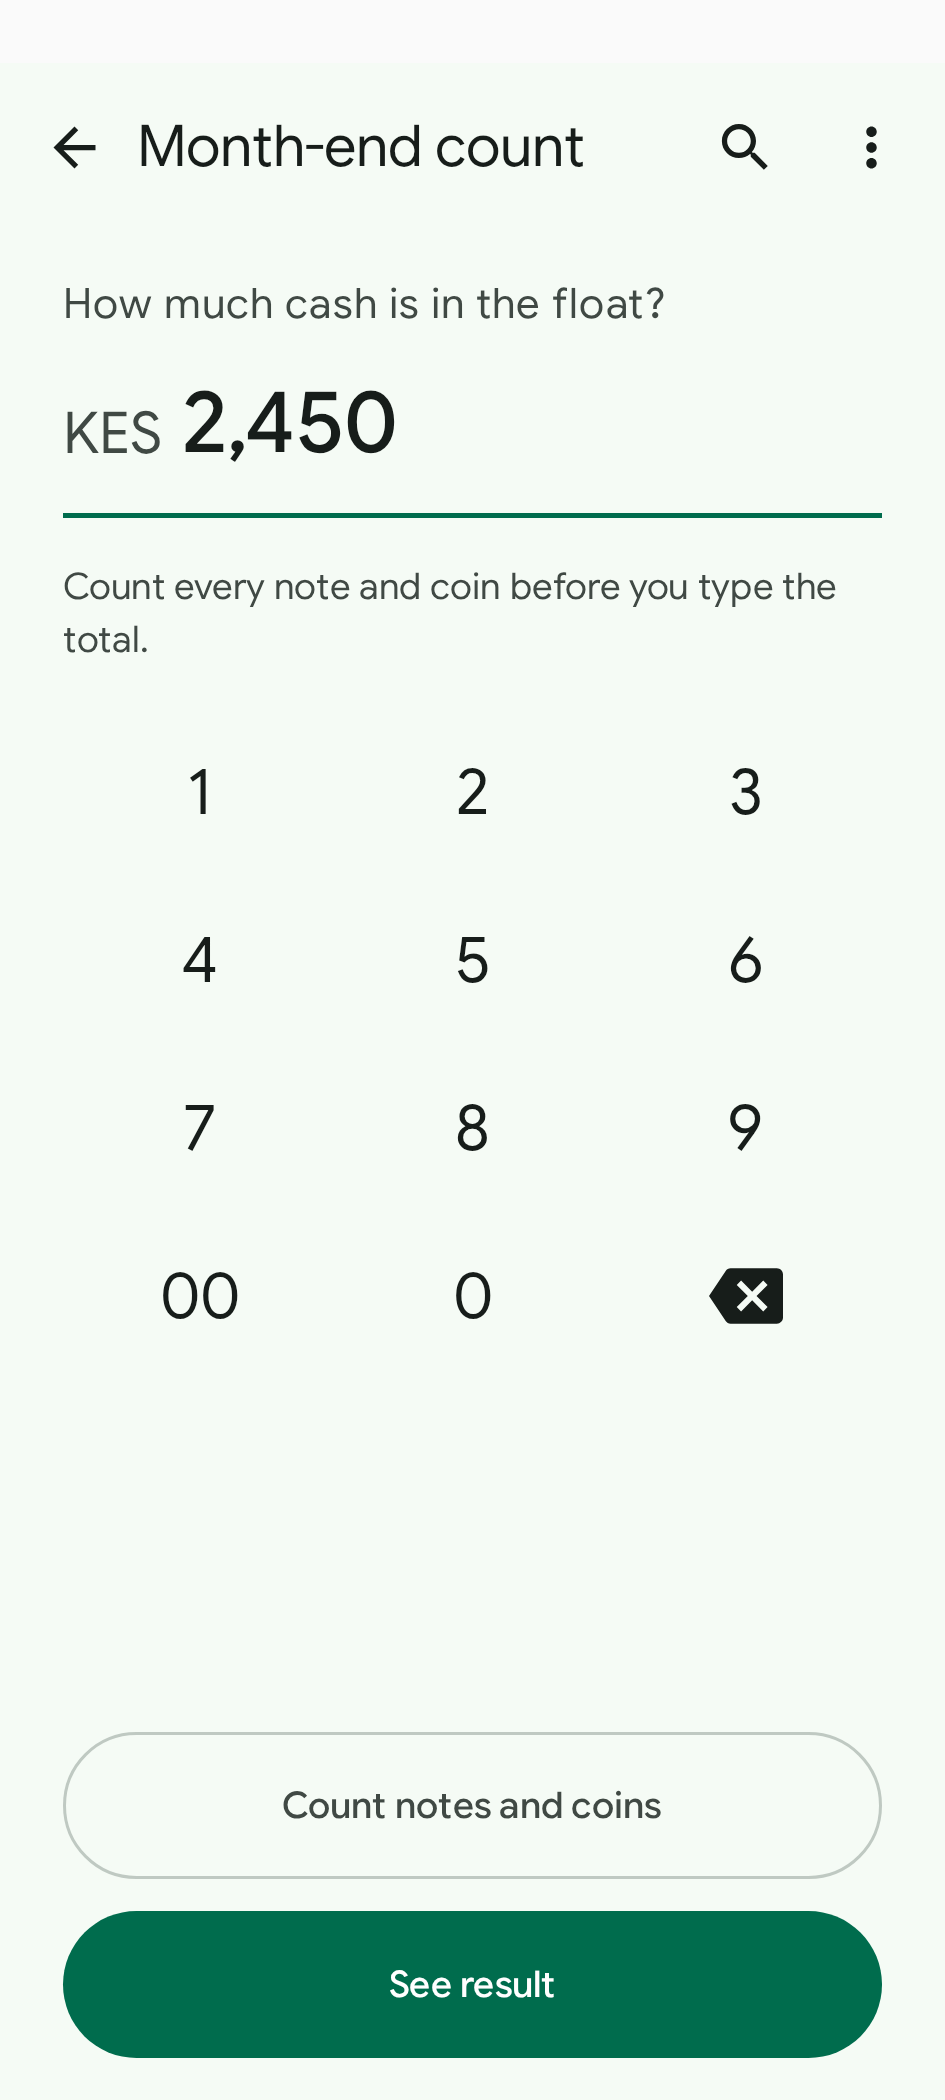 Month-end count
How much cash is in the float?
KES 2,450
Count every note and coin before you type the
total.
1 2 3
4 5 6
7 8 9
00 0
Count notes and coins
See result